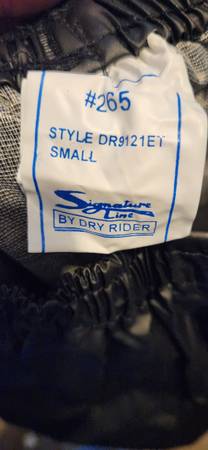 #265
STYLE DR9121ET
SMALL
Signature
Line
BY DRY RIDER